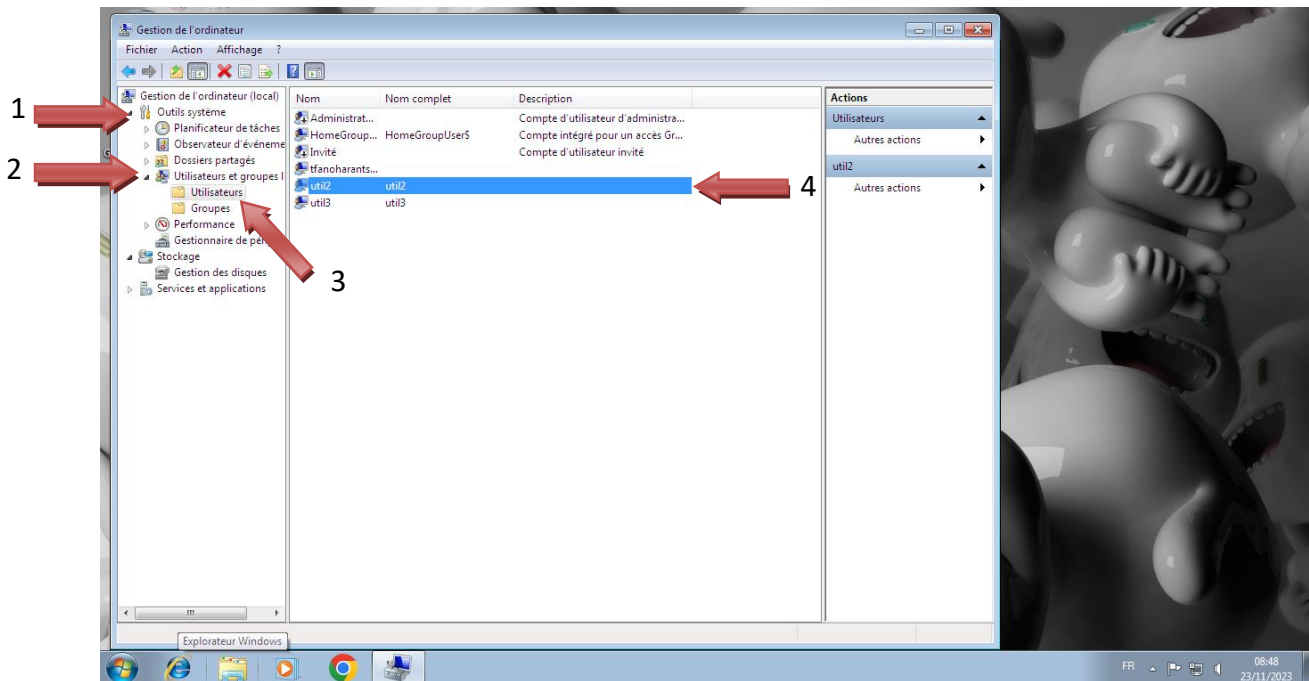 Gestion de l'ordinateur
Fichier Action Affichage ?
Gestion de l'ordinateur (local)
Outils système
Planificateur de tâches
Observateur d'événeme
Dossiers partagés
Utilisateurs et groupes l
Utilisateurs
Groupes
Performance
Gestionnaire de pér
Stockage
Gestion des disques
Services et applications
Nom Nom complet Description
Administrat... Compte d'utilisateur d'administra...
HomeGroup... HomeGroupUser$ Compte intégré pour un accès Gr...
Invité Compte d'utilisateur invité
tfanoharants...
util2 util2
util3 util3
Actions
Utilisateurs
Autres actions
util2
Autres actions
1
2
3
4
Explorateur Windows
FR
08:48
23/11/2023